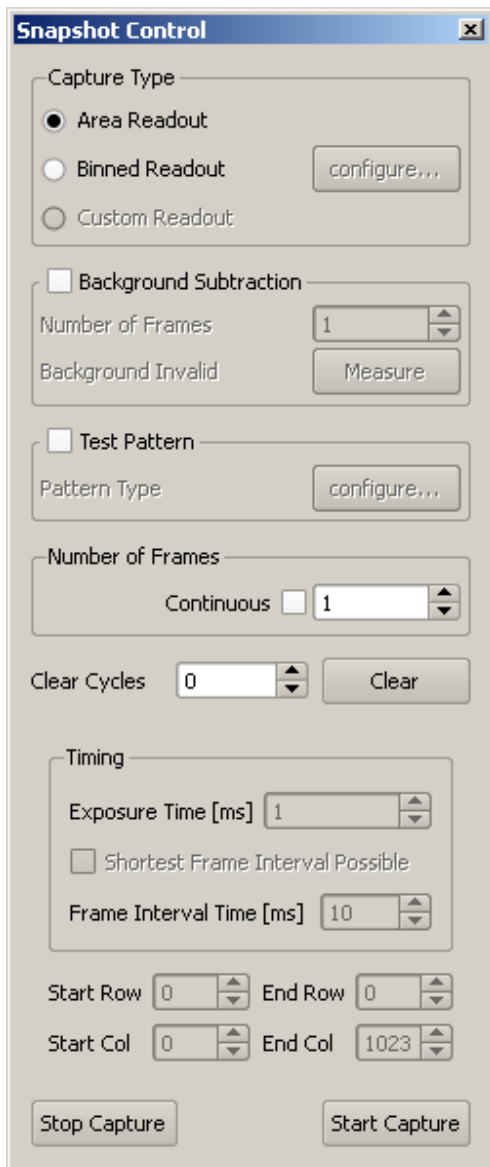 Snapshot Control
Capture Type
Area Readout
Binned Readout configure...
Custom Readout
Background Subtraction
Number of Frames 1
Background Invalid Measure
Test Pattern
Pattern Type configure...
Number of Frames
Continuous 1
Clear Cycles 0 Clear
Timing
Exposure Time [ms] 1
Shortest Frame Interval Possible
Frame Interval Time [ms] 10
Start Row 0 End Row 0
Start Col 0 End Col 1023
Stop Capture Start Capture